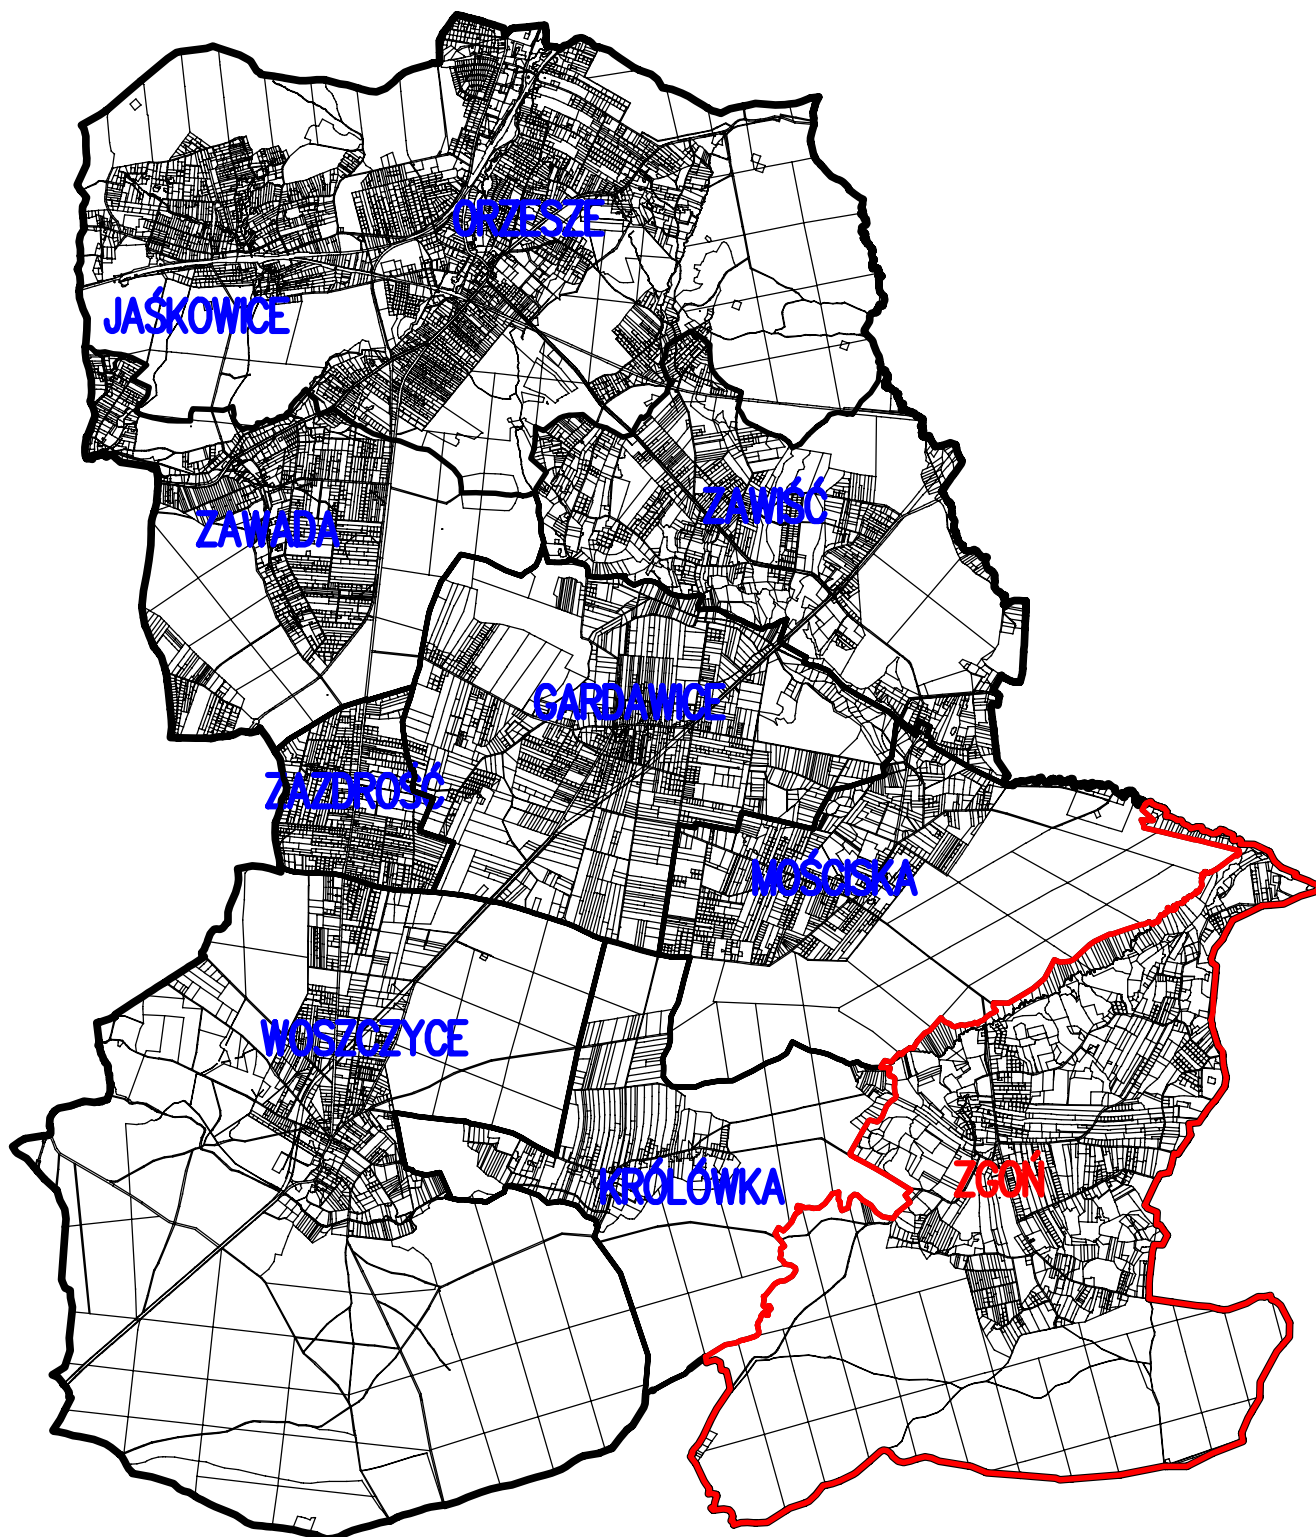 ORZESZE
JAŚKOWICE
ZAWIŚĆ
ZAWADA
GARDAWICE
ZAZDROŚĆ
MOŚCISKA
WOSZCZYCE
ZGOŃ
KRÓLÓWKA